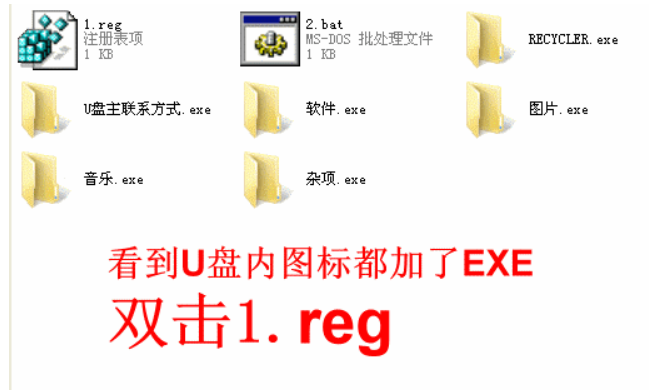 1.reg
注册表项
1 KB
2.bat
MS-DOS 批处理文件
1 KB
RECYCLER.exe
U盘主联系方式.exe
软件.exe
图片.exe
音乐.exe
杂项.exe
看到U盘内图标都加了EXE
双击1.reg